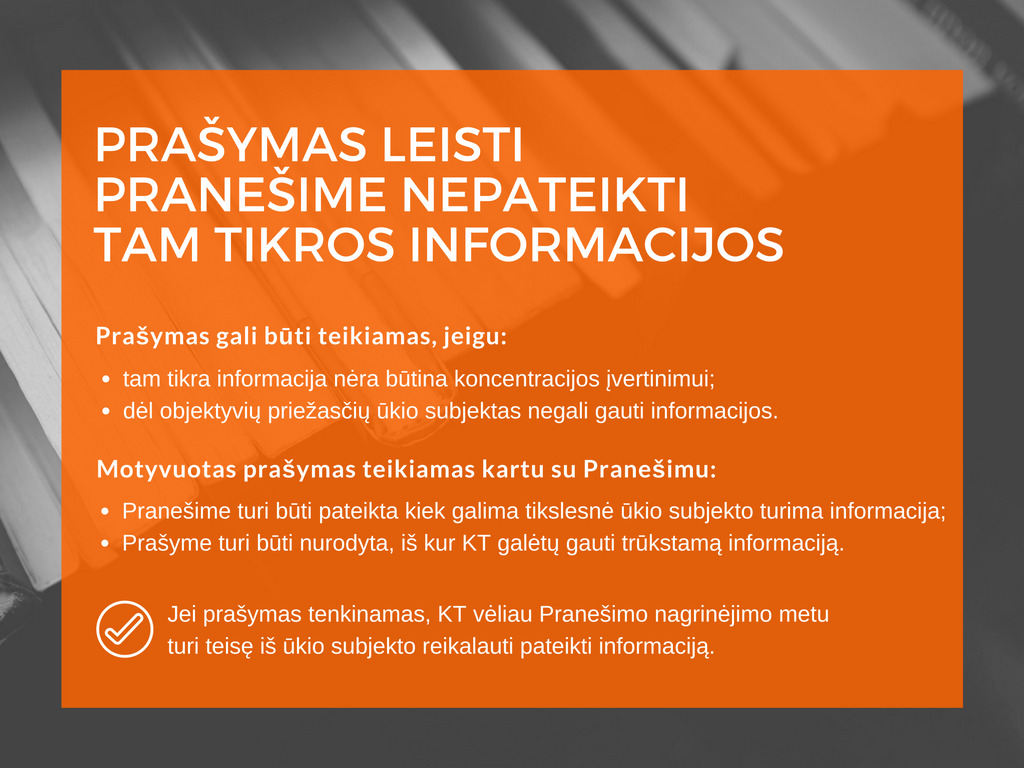 PRAŠYMAS LEISTI
PRANEŠIME NEPATEIKTI
TAM TIKROS INFORMACIJOS
Prašymas gali būti teikiamas, jeigu:
• tam tikra informacija nėra būtina koncentracijos įvertinimui;
• dėl objektyvių priežasčių ūkio subjektas negali gauti informacijos.
Motyvuotas prašymas teikiamas kartu su Pranešimu:
• Pranešime turi būti pateikta kiek galima tikslesnė ūkio subjekto turima informacija;
• Prašyme turi būti nurodyta, iš kur KT galėtų gauti trūkstamą informaciją.
Jei prašymas tenkinamas, KT vėliau Pranešimo nagrinėjimo metu
turi teisę iš ūkio subjekto reikalauti pateikti informaciją.